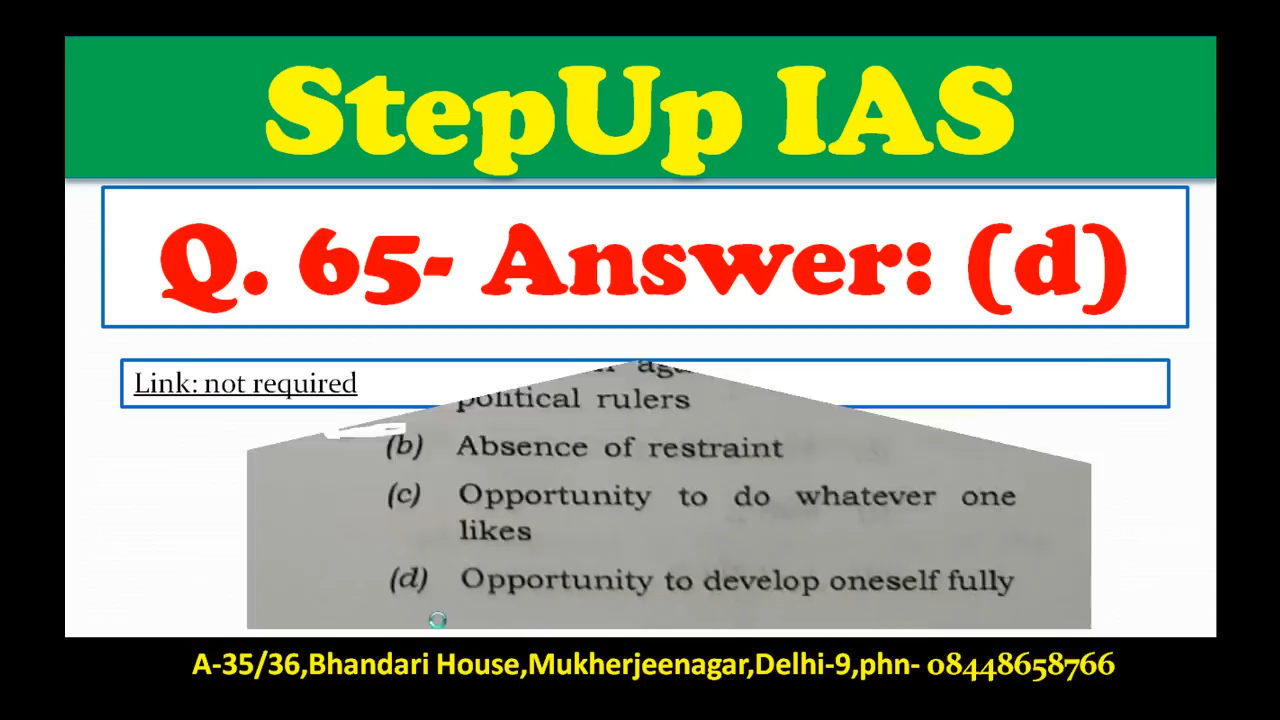 StepUp IAS
Q. 65- Answer: (d)
Link: not required
political rulers
(b) Absence of restraint
(c) Opportunity to do whatever one
likes
(d) Opportunity to develop oneself fully
A-35/36,Bhandari House,Mukherjeenagar,Delhi-9,phn- 08448658766